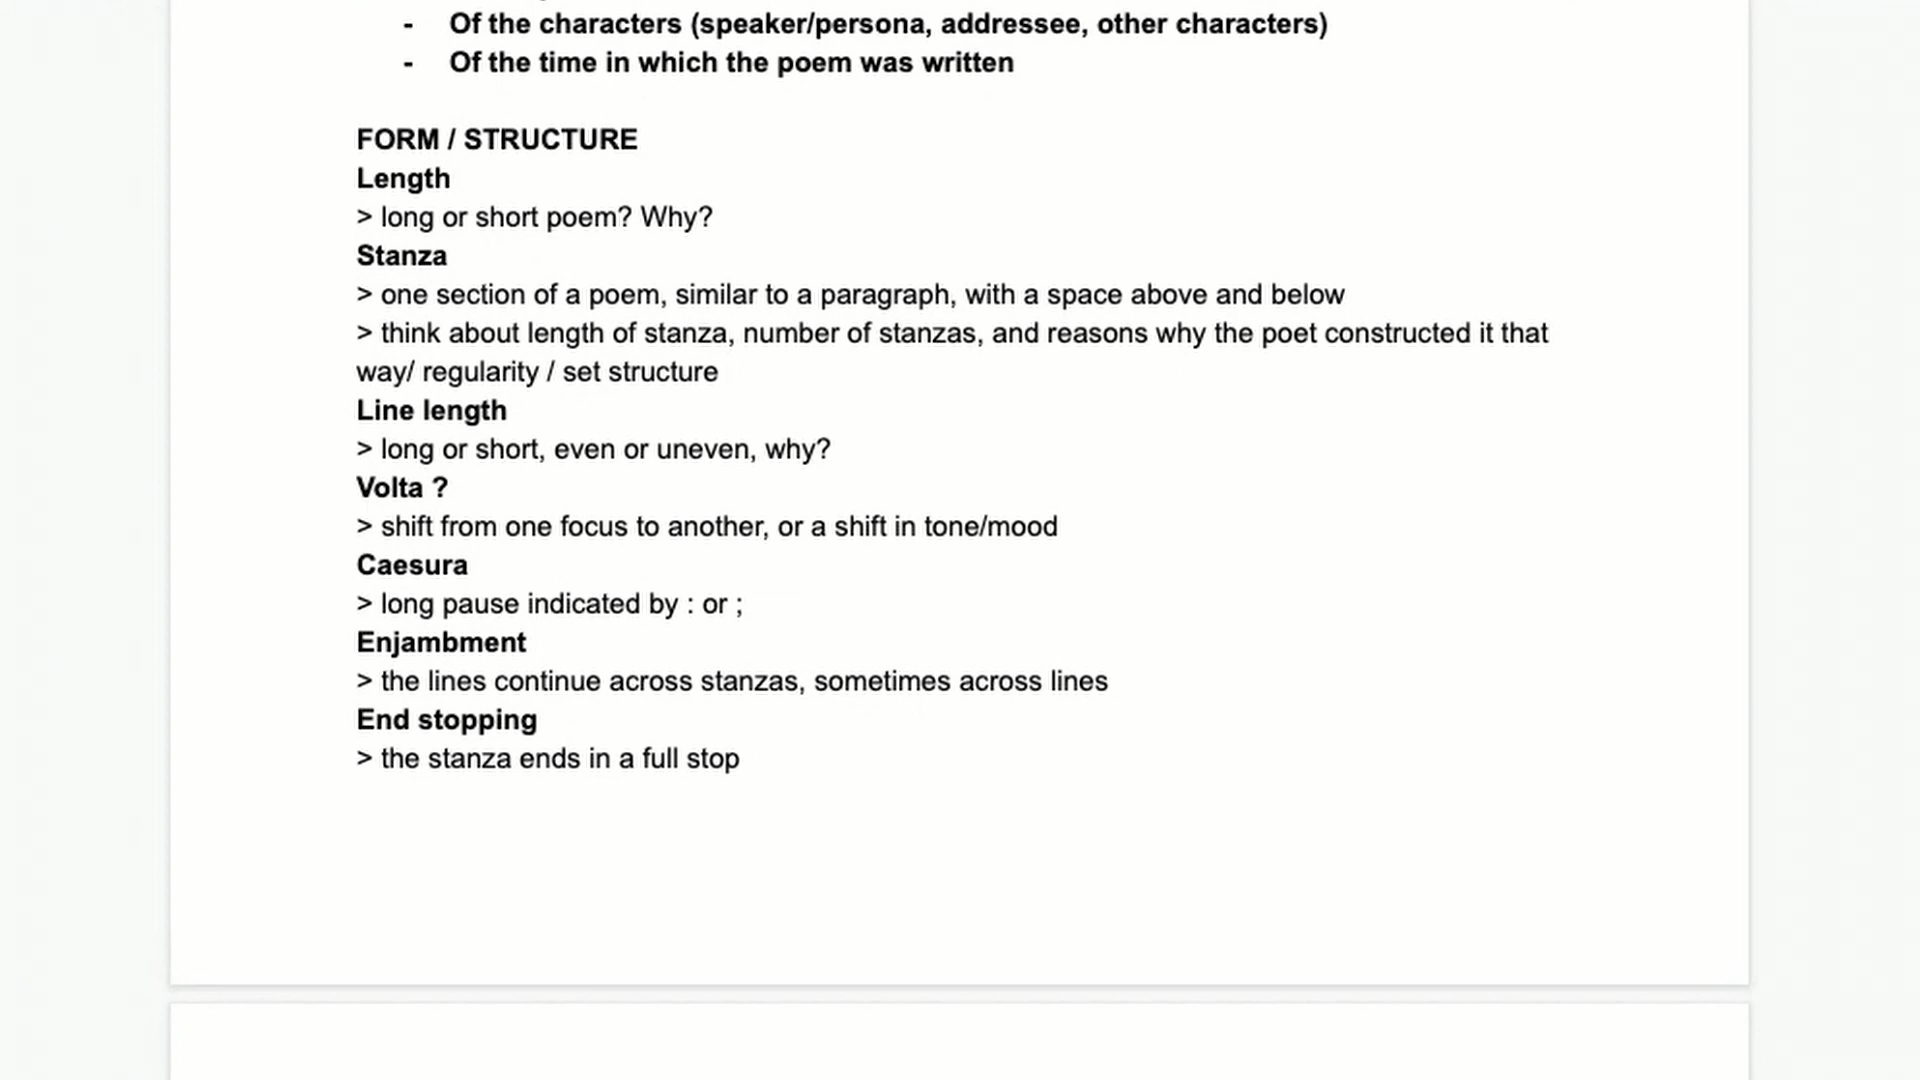 - Of the characters (speaker/persona, addressee, other characters)
- Of the time in which the poem was written
FORM / STRUCTURE
Length
> long or short poem? Why?
Stanza
> one section of a poem, similar to a paragraph, with a space above and below
> think about length of stanza, number of stanzas, and reasons why the poet constructed it that
way/ regularity / set structure
Line length
> long or short, even or uneven, why?
Volta ?
> shift from one focus to another, or a shift in tone/mood
Caesura
> long pause indicated by : or ;
Enjambment
> the lines continue across stanzas, sometimes across lines
End stopping
> the stanza ends in a full stop